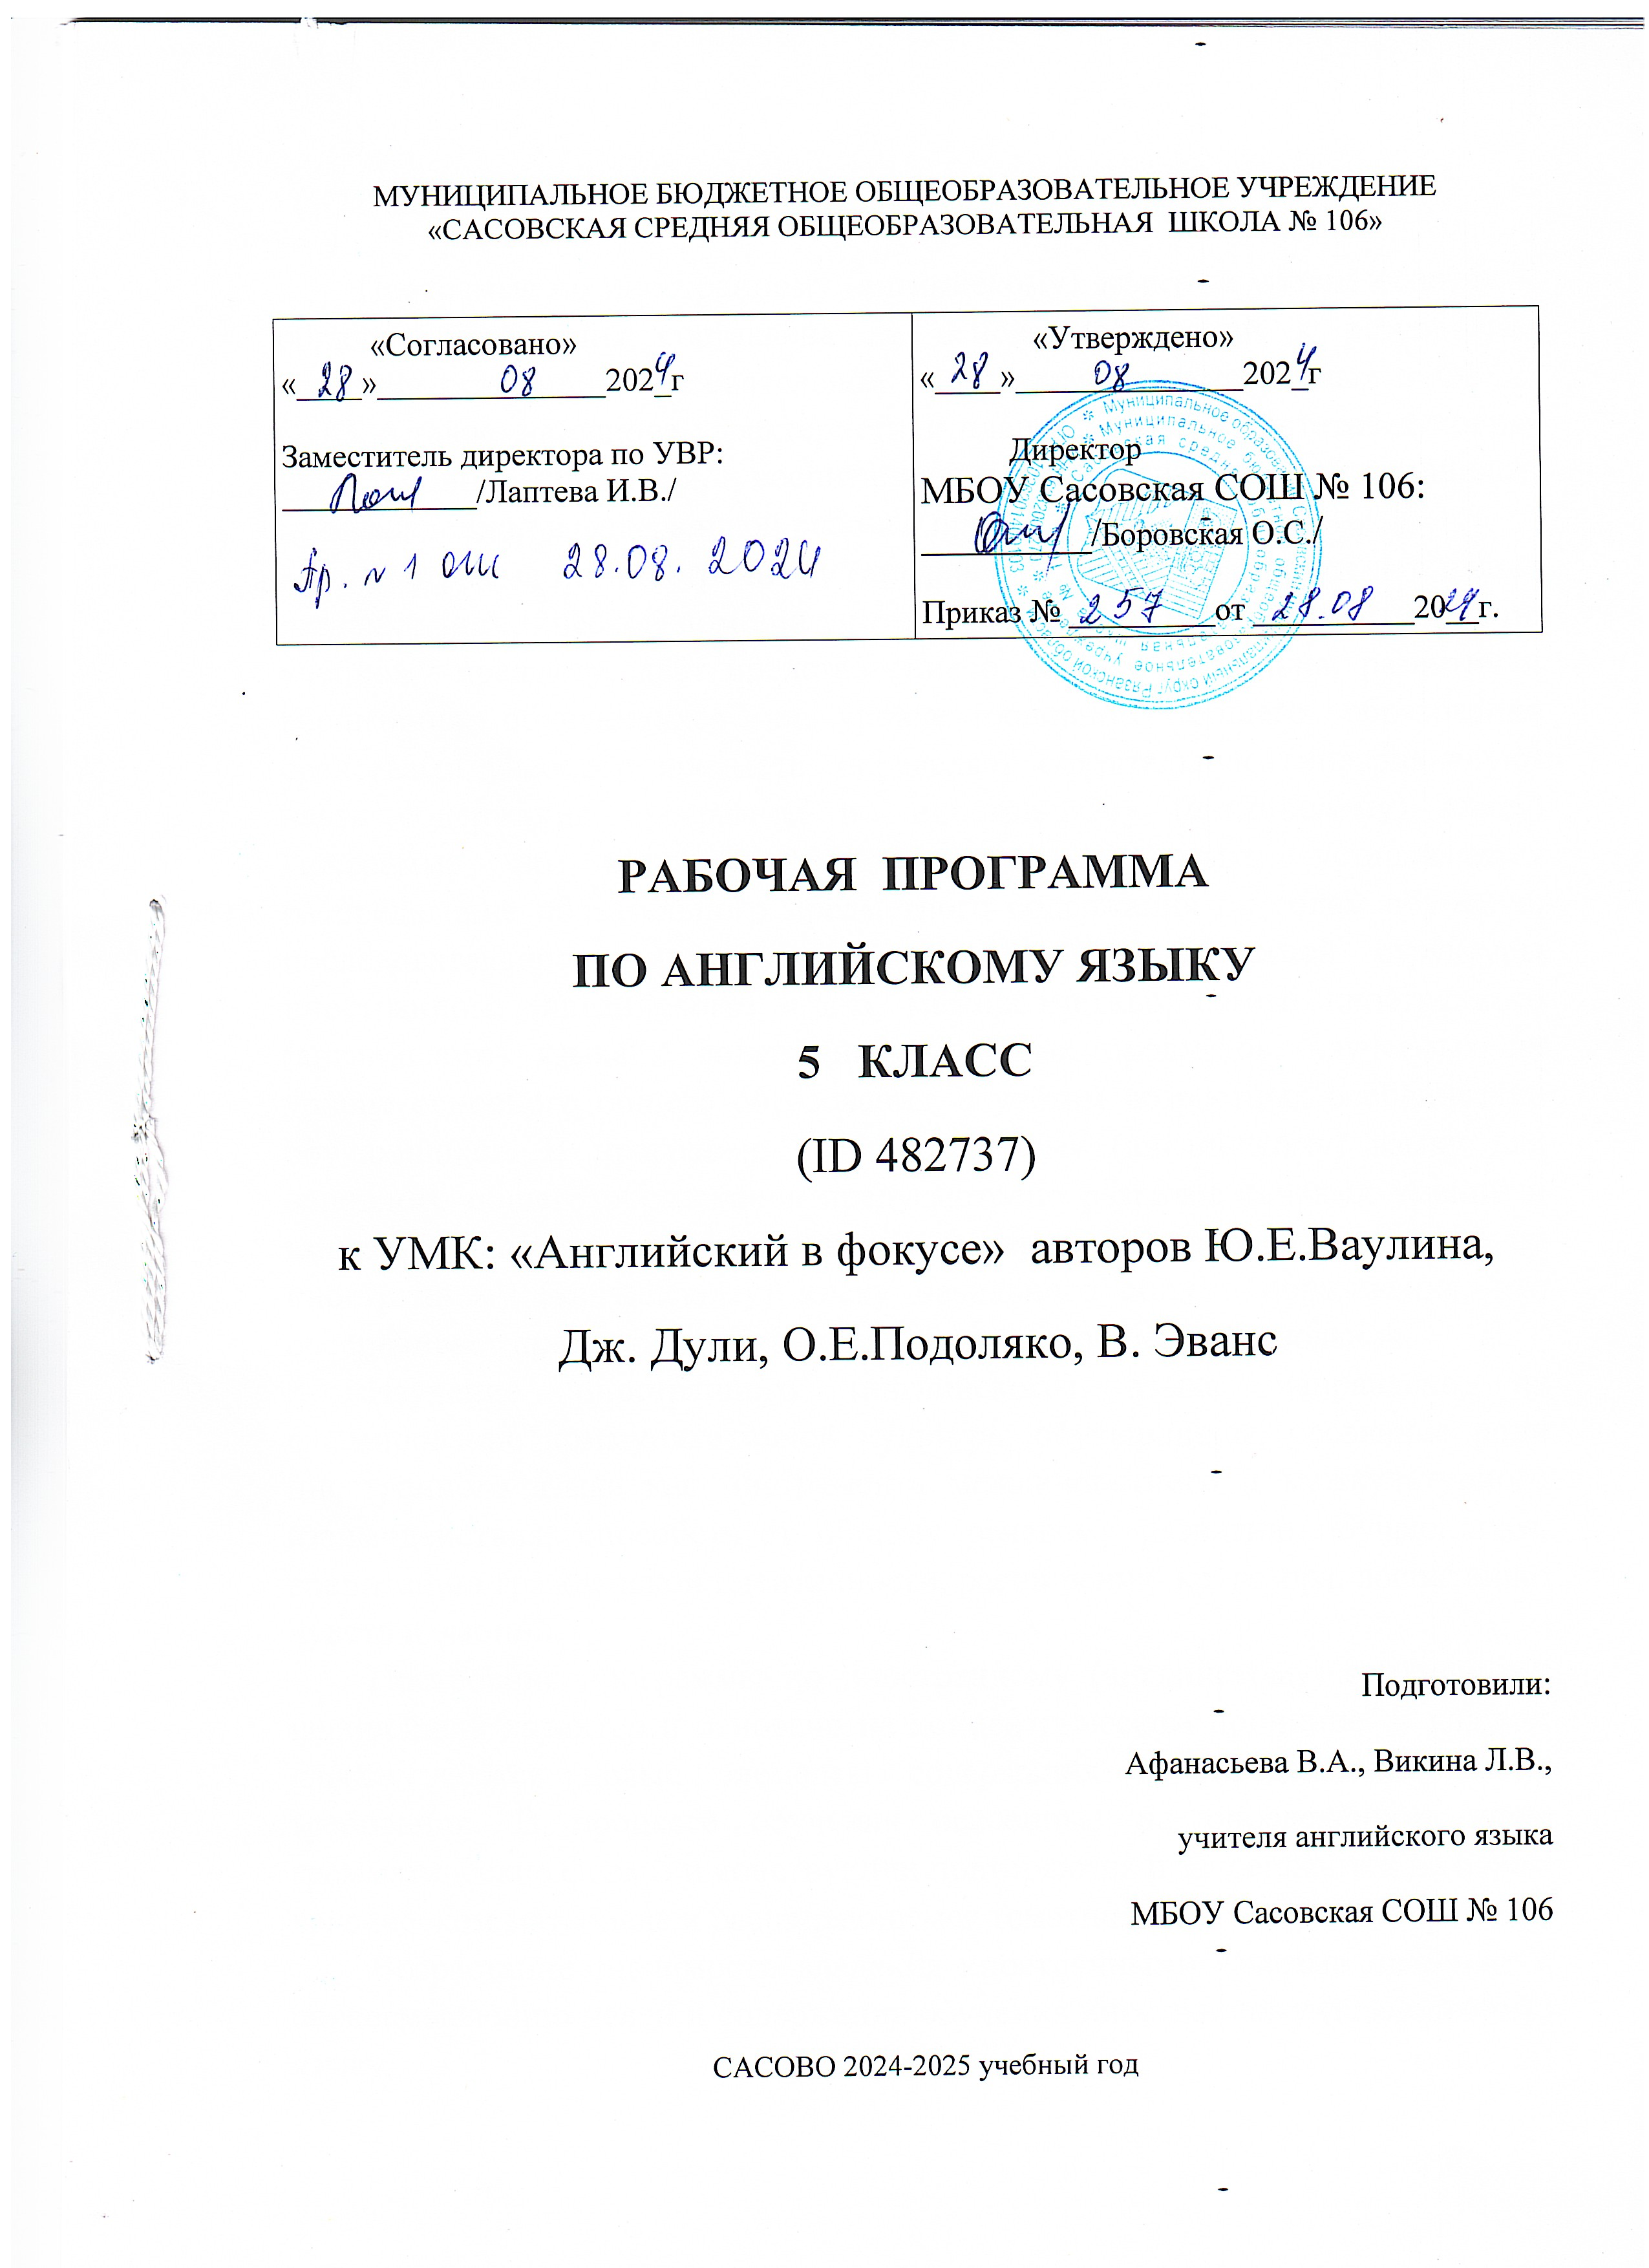 МУНИЦИПАЛЬНОЕ БЮДЖЕТНОЕ ОБЩЕОБРАЗОВАТЕЛЬНОЕ УЧРЕЖДЕНИЕ
«САСОВСКАЯ СРЕДНЯЯ ОБЩЕОБРАЗОВАТЕЛЬНАЯ ШКОЛА № 106»
«Согласовано»
«28» 08 2024г
Заместитель директора по УВР:
/Лаптева И.В./
Пр. № 1 28.08.2024
«Утверждено»
«28» 08 2024г
Директор
МБОУ Сасовская СОШ № 106:
/Боровская О.С./
Приказ № 257 от 28.08 2024г.
РАБОЧАЯ ПРОГРАММА
ПО АНГЛИЙСКОМУ ЯЗЫКУ
5 КЛАСС
(ID 482737)
к УМК: «Английский в фокусе» авторов Ю.Е.Ваулина,
Дж. Дули, О.Е.Подоляко, В. Эванс
Подготовили:
Афанасьева В.А., Викина Л.В.,
учителя английского языка
МБОУ Сасовская СОШ № 106
САСОВО 2024-2025 учебный год